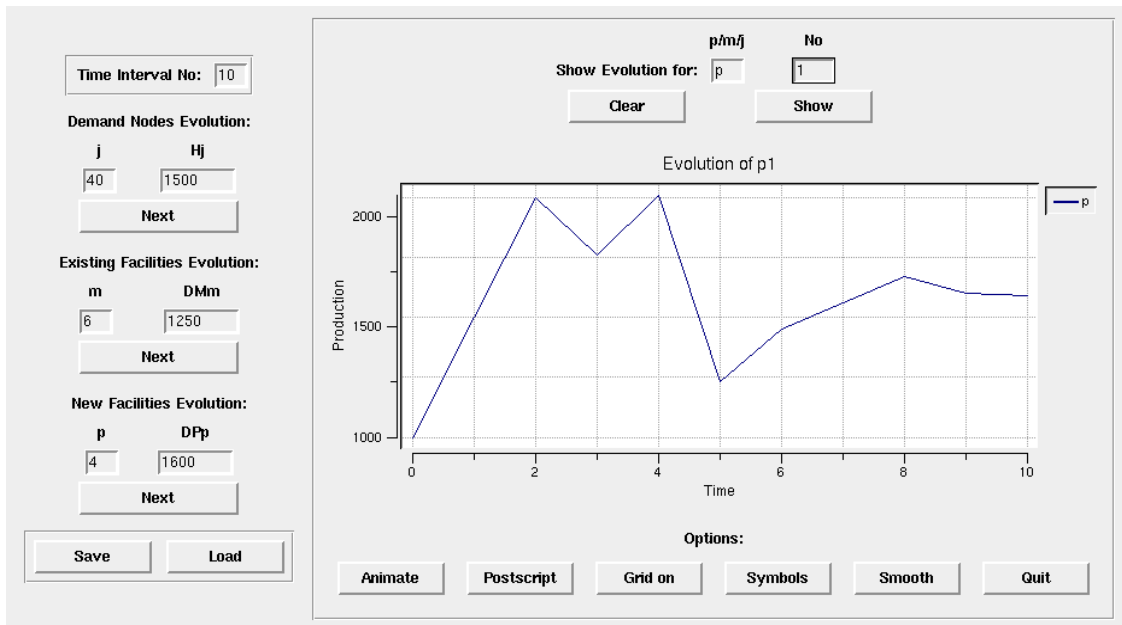 Time Interval No: 10
Demand Nodes Evolution:
j Hj
40 1500
Next
Existing Facilities Evolution:
m DMm
6 1250
Next
New Facilities Evolution:
p DPp
4 1600
Next
Save Load
p/m/j No
Show Evolution for: p 1
Clear Show
Evolution of p1
p
Production
2000
1500
1000
0 2 4 6 8 10
Time
Options:
Animate Postscript Grid on Symbols Smooth Quit